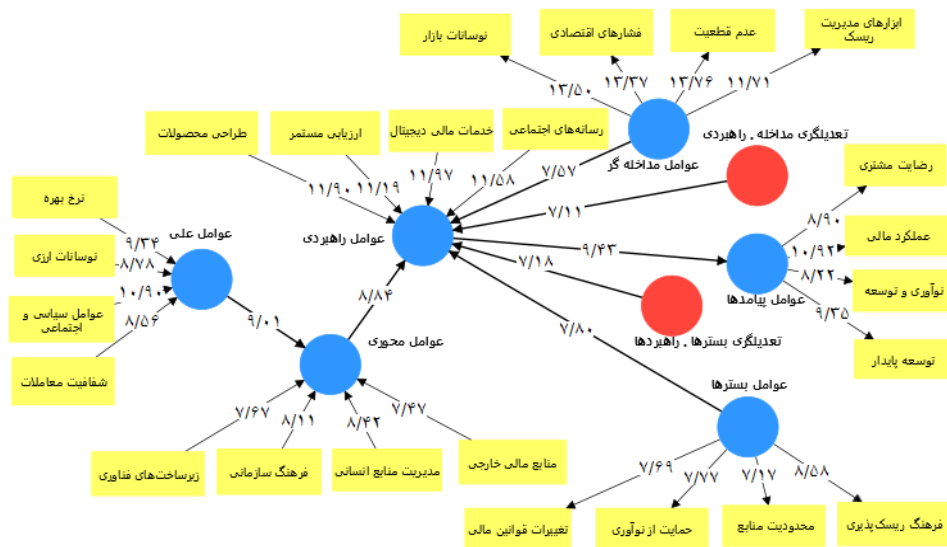 ابزارهای مدیریت
ریسک
عدم قطعیت
فشارهای اقتصادی
نوسانات بازار
۱۱/۷۱
۱۳/۷۶
۱۳/۳۷
۱۳/۵۰
رسانه‌های اجتماعی
خدمات مالی دیجیتال
ارزیابی مستمر
طراحی محصولات
تعدیلگری مداخله . راهبردی
عوامل مداخله گر
رضایت مشتری
۷/۵۷
۱۱/۵۸
۱۱/۹۷
۱۱/۱۹
۱۱/۹۰
نرخ بهره
۷/۱۱
۸/۹۰
عملکرد مالی
عوامل راهبردی
عوامل علی
۹/۳۴
۹/۴۳
۱۰/۹۲
نوسانات ارزی
۸/۷۸
۷/۱۸
۸/۲۲
نوآوری و توسعه
عوامل پیامدها
۱۰/۹۰
عوامل سیاسی و
اجتماعی
۸/۵۶
۹/۰۱
۸/۸۴
۷/۸۰
۹/۳۵
تعدیلگری بسترها . راهبردها
عوامل محوری
توسعه پایدار
شفافیت معاملات
عوامل بسترها
۷/۶۷
۸/۱۱
۸/۴۲
۷/۴۷
منابع مالی خارجی
مدیریت منابع انسانی
فرهنگ سازمانی
زیرساخت‌های فناوری
۷/۶۹
۷/۷۷
۷/۱۷
۸/۵۸
فرهنگ ریسک‌پذیری
محدودیت منابع
حمایت از نوآوری
تغییرات قوانین مالی